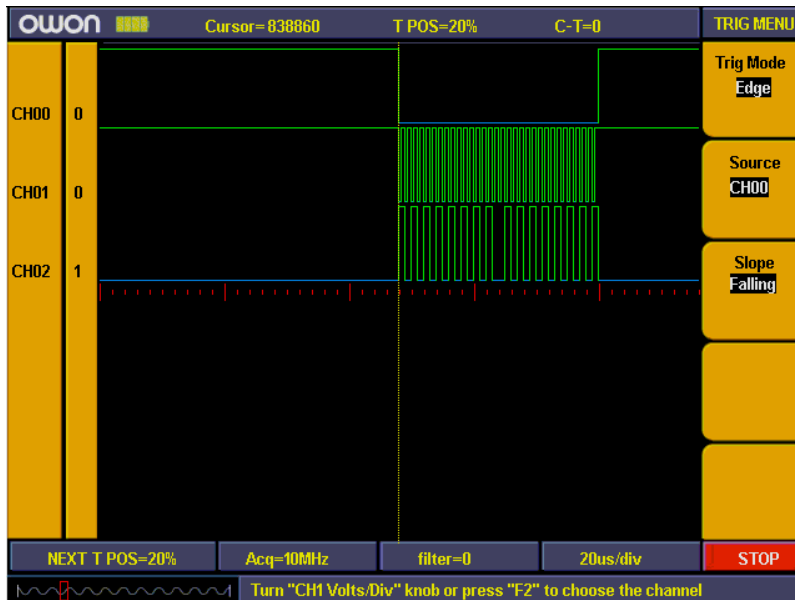 owon Cursor=838860 T POS=20% C-T=0 TRIG MENU
Trig Mode
Edge
CH00 0
Source
CH01 0 CH00
Slope
CH02 1
Falling
NEXT T POS=20% Acq=10MHz filter=0 20us/div STOP
Turn "CH1 Volts/Div" knob or press "F2" to choose the channel